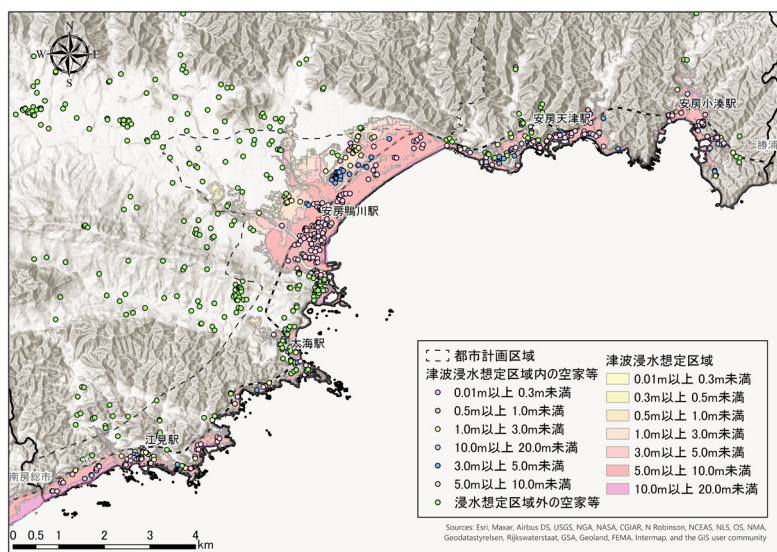 N
W E
S
安房小湊駅
安房天津駅
勝浦
安房鴨川駅
太海駅
江見駅
南房総市
都市計画区域
津波浸水想定区域内の空家等
0.01m以上 0.3m未満
0.5m以上 1.0m未満
1.0m以上 3.0m未満
10.0m以上 20.0m未満
3.0m以上 5.0m未満
5.0m以上 10.0m未満
浸水想定区域外の空家等
津波浸水想定区域
0.01m以上 0.3m未満
0.3m以上 0.5m未満
0.5m以上 1.0m未満
1.0m以上 3.0m未満
3.0m以上 5.0m未満
5.0m以上 10.0m未満
10.0m以上 20.0m未満
0 0.5 1 2 3 4
km
Sources: Esri, Maxar, Airbus DS, USGS, NGA, NASA, CGIAR, N Robinson, NCEAS, NLS, OS, NMA,
Geodatastyrelsen, Rijkswaterstaat, GSA, Geoland, FEMA, Intermap, and the GIS user community